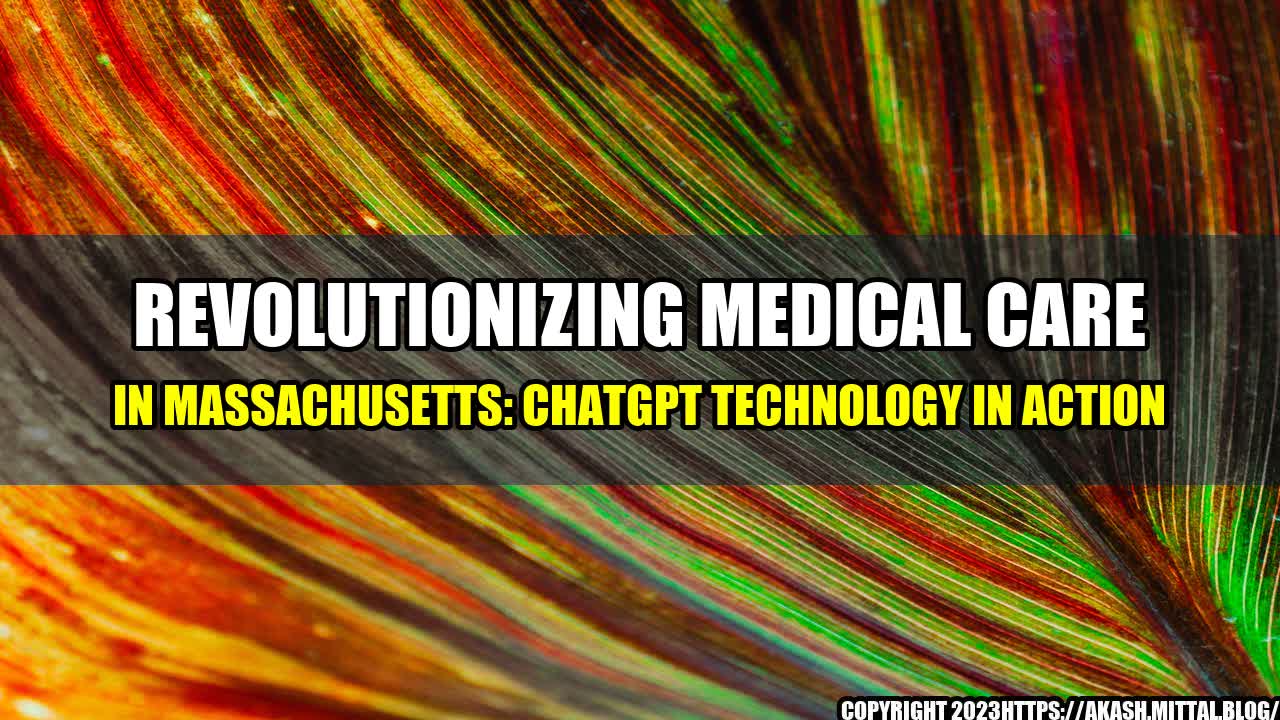 REVOLUTIONIZING MEDICAL CARE
IN MASSACHUSETTS: CHATGPT TECHNOLOGY IN ACTION
COPYRIGHT 2023HTTPS://AKASH.MITTAL.BLOG/